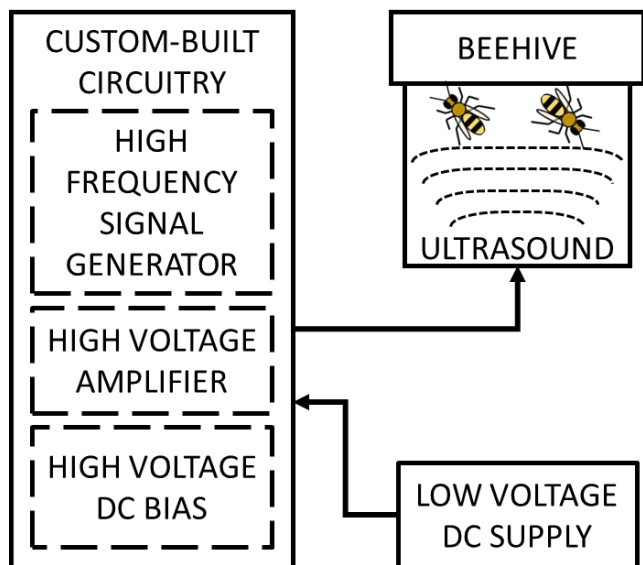 CUSTOM-BUILT
CIRCUITRY
HIGH
FREQUENCY
SIGNAL
GENERATOR
HIGH VOLTAGE
AMPLIFIER
HIGH VOLTAGE
DC BIAS
BEEHIVE
ULTRASOUND
LOW VOLTAGE
DC SUPPLY